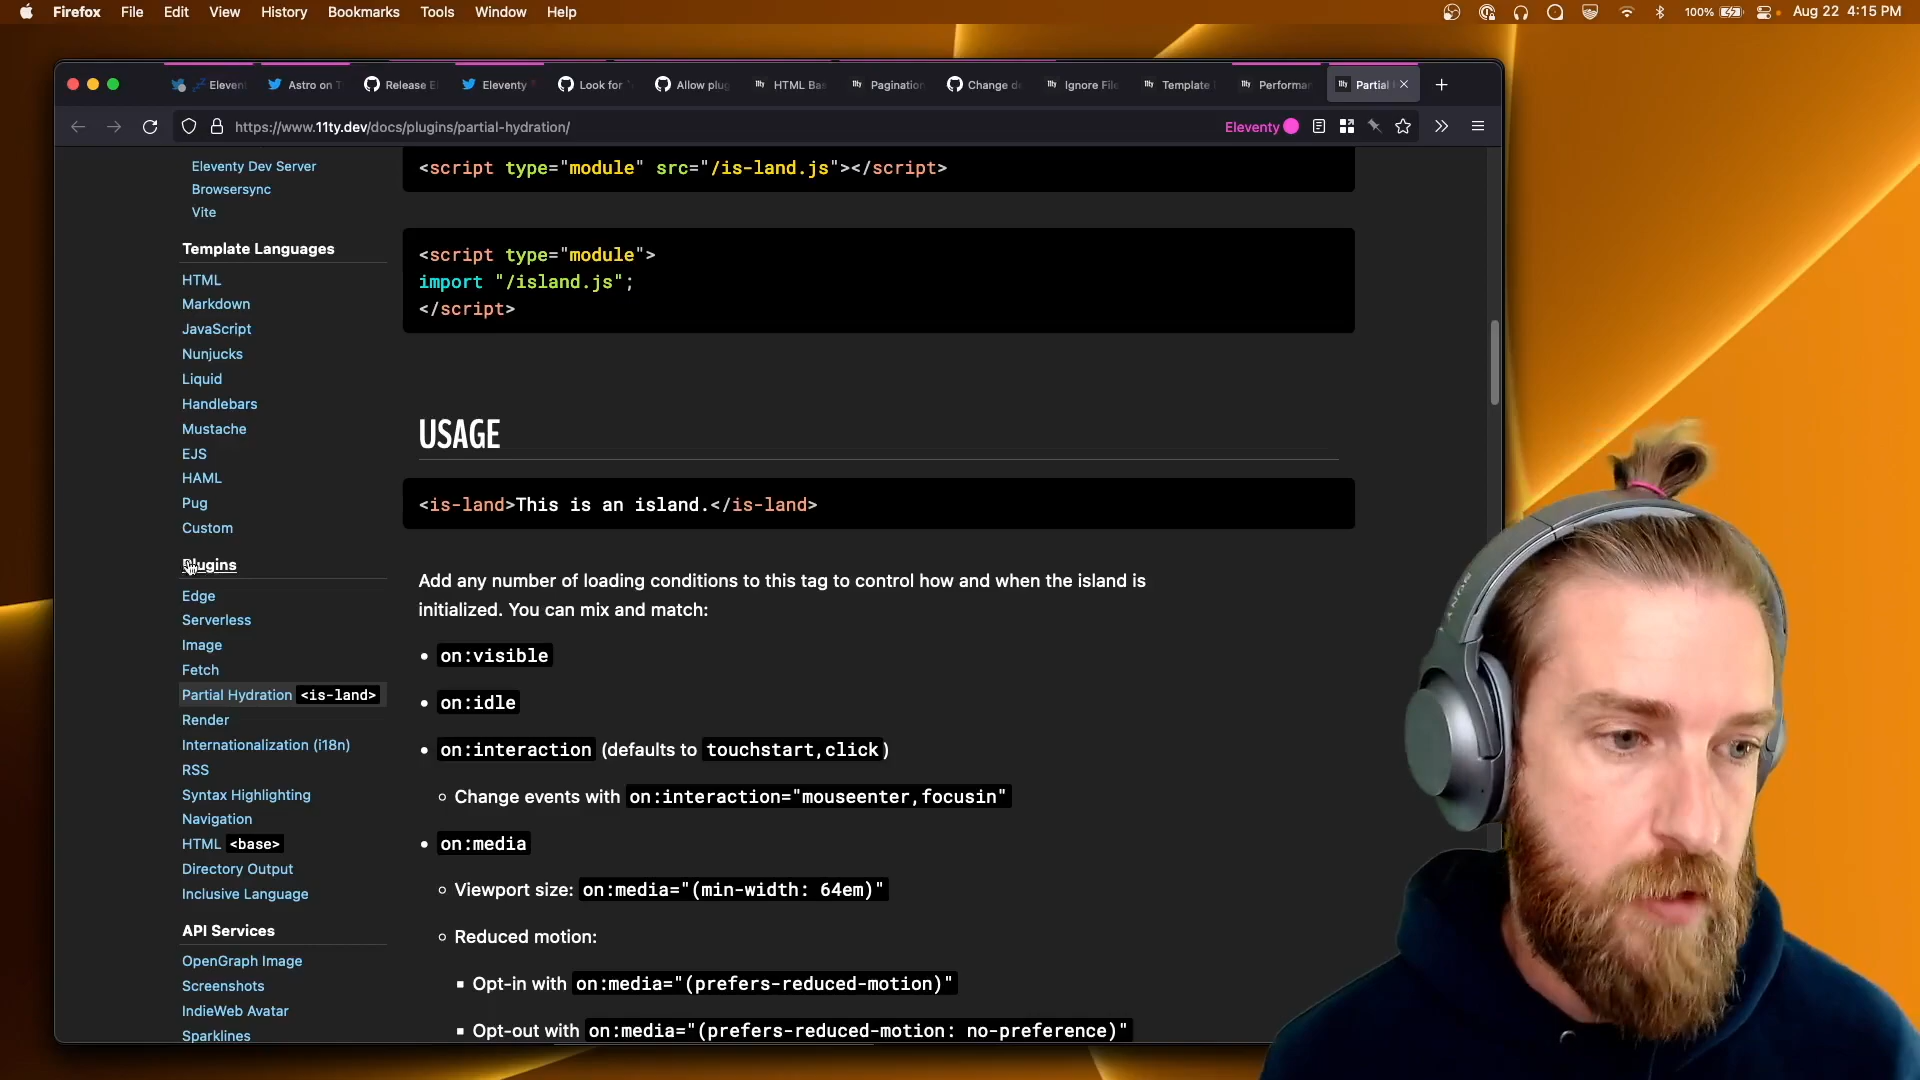 Firefox File Edit View History Bookmarks Tools Window Help
100% Aug 22 4:15 PM
Eleven Astro on T Release E Eleventy Look for Allow plug HTML Bas Pagination Change de Ignore File Template Performan Partial
https://www.11ty.dev/docs/plugins/partial-hydration/
Eleventy
Eleventy Dev Server
Browsersync
Vite
Template Languages
HTML
Markdown
JavaScript
Nunjucks
Liquid
Handlebars
Mustache
EJS
HAML
Pug
Custom
Plugins
Edge
Serverless
Image
Fetch
Partial Hydration <is-land>
Render
Internationalization (i18n)
RSS
Syntax Highlighting
Navigation
HTML <base>
Directory Output
Inclusive Language
API Services
OpenGraph Image
Screenshots
IndieWeb Avatar
Sparklines
<script type="module" src="/is-land.js"></script>
<script type="module">
import "/island.js";
</script>
USAGE
<is-land>This is an island.</is-land>
Add any number of loading conditions to this tag to control how and when the island is
initialized. You can mix and match:
• on:visible
• on:idle
• on:interaction (defaults to touchstart,click)
◦ Change events with on:interaction="mouseenter,focusin"
• on:media
◦ Viewport size: on:media="(min-width: 64em)"
◦ Reduced motion:
▪ Opt-in with on:media="(prefers-reduced-motion)"
▪ Opt-out with on:media="(prefers-reduced-motion: no-preference)"